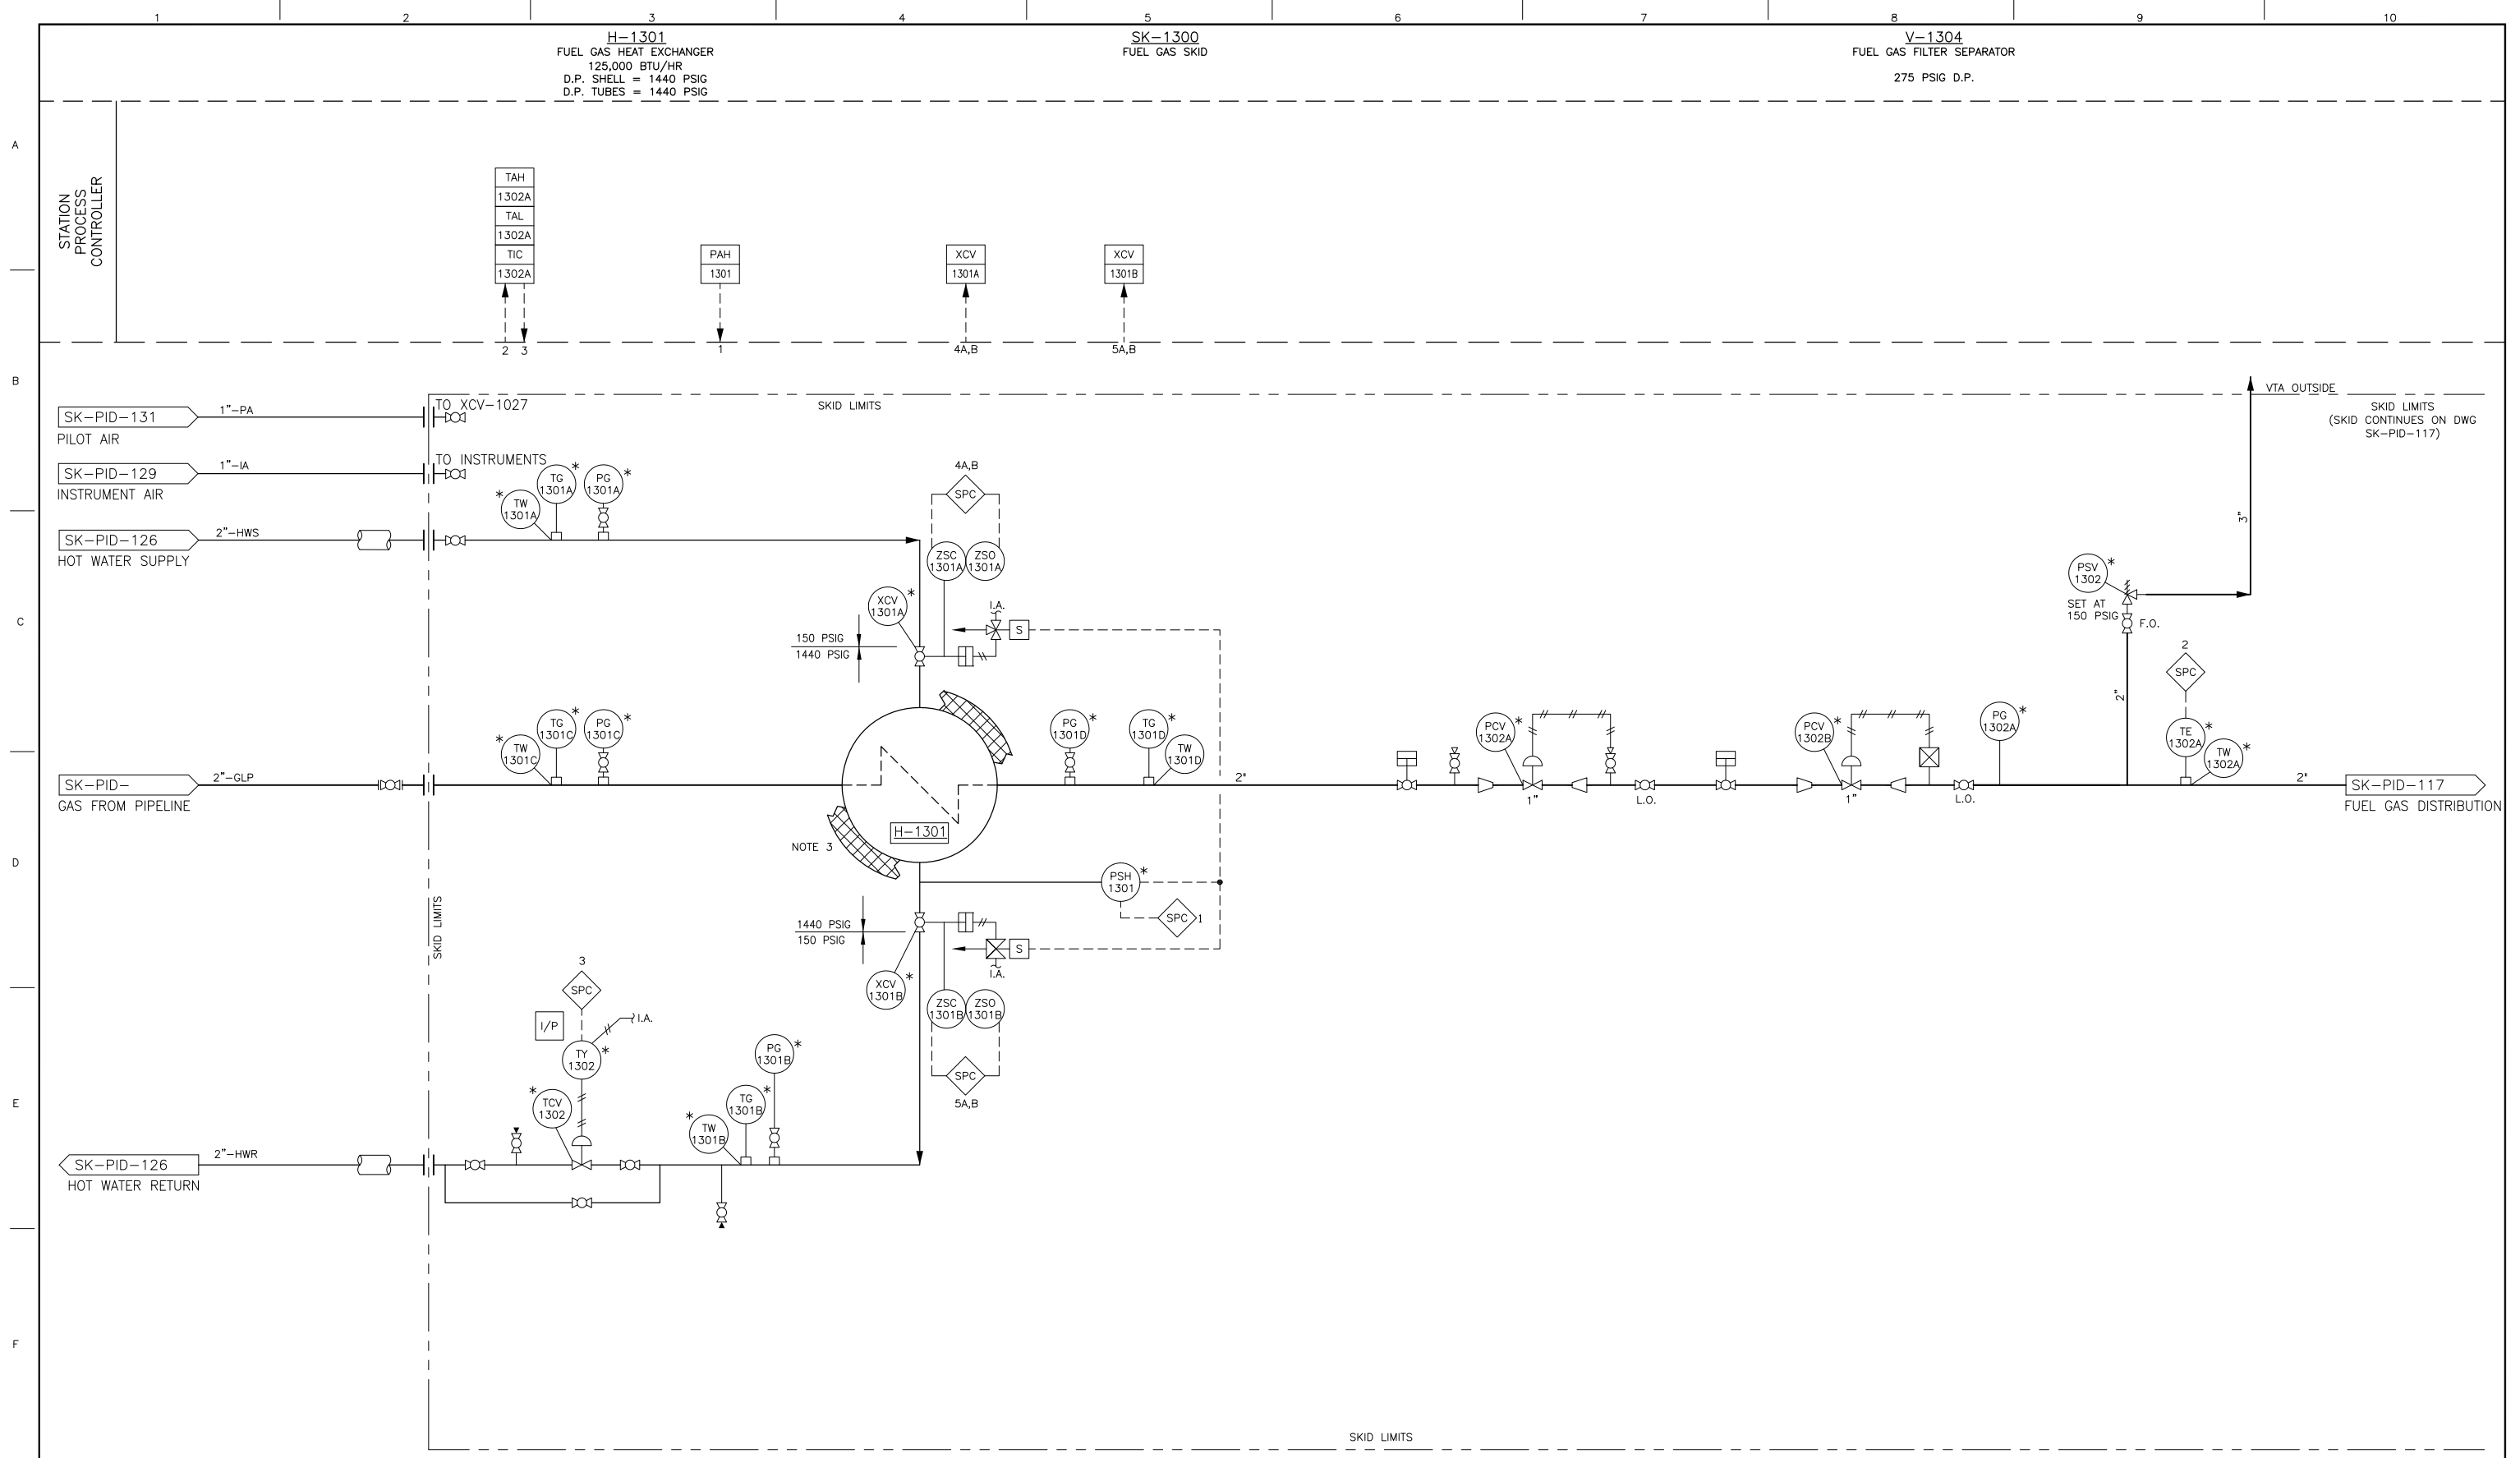 1
2
3
4
5
6
7
8
9
10
H-1301
FUEL GAS HEAT EXCHANGER
125,000 BTU/HR
D.P. SHELL = 1440 PSIG
D.P. TUBES = 1440 PSIG
SK-1300
FUEL GAS SKID
V-1304
FUEL GAS FILTER SEPARATOR
275 PSIG D.P.
A
B
C
D
E
F
STATION
PROCESS
CONTROLLER
TAH
1302A
TAL
1302A
TIC
1302A
2 3
PAH
1301
1
XCV
1301A
4A,B
XCV
1301B
5A,B
VTA OUTSIDE
SKID LIMITS
SKID LIMITS
(SKID CONTINUES ON DWG
SK-PID-117)
SK-PID-131
1"-PA
TO XCV-1027
PILOT AIR
SK-PID-129
1"-IA
TO INSTRUMENTS
INSTRUMENT AIR
SK-PID-126
2"-HWS
HOT WATER SUPPLY
TW
1301A
*
TG
1301A
*
PG
1301A
*
4A,B
SPC
ZSC
1301A
ZSO
1301A
XCV
1301A
*
I.A.
S
150 PSIG
1440 PSIG
3"
PSV
1302
*
SET AT
150 PSIG
F.O.
2"
2
SPC
TE
1302A
*
TW
1302A
*
SK-PID-
2"-GLP
GAS FROM PIPELINE
TW
1301C
*
TG
1301C
*
PG
1301C
*
H-1301
NOTE 3
PG
1301D
*
TG
1301D
*
TW
1301D
2"
PCV
1302A
*
1"
L.O.
PCV
1302B
*
1"
L.O.
PG
1302A
*
2"
SK-PID-117
FUEL GAS DISTRIBUTION
PSH
1301
*
SPC
1
1440 PSIG
150 PSIG
S
I.A.
XCV
1301B
*
ZSC
1301B
ZSO
1301B
SPC
5A,B
SKID LIMITS
3
SPC
I/P
I.A.
TY
1302
*
TCV
1302
*
TW
1301B
*
TG
1301B
*
PG
1301B
*
SK-PID-126
2"-HWR
HOT WATER RETURN
SKID LIMITS